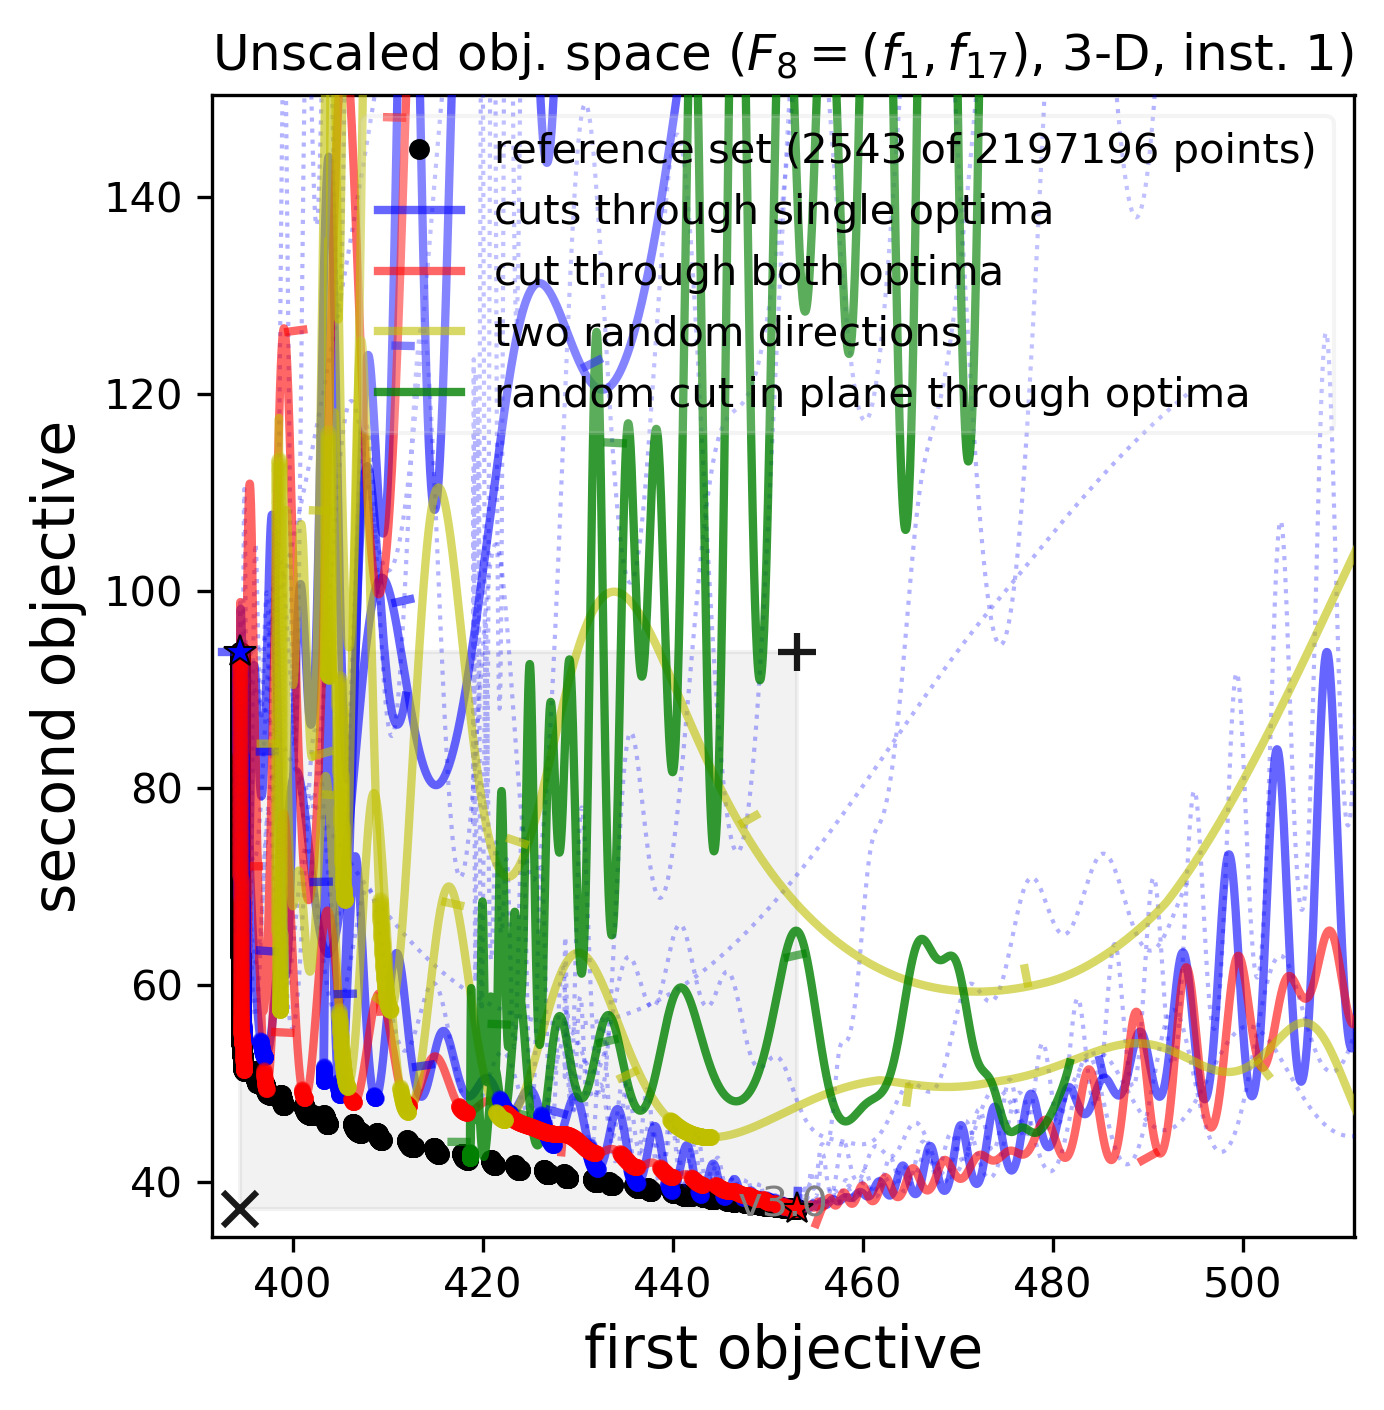 Unscaled obj. space (F₈ = (f₁, f₁₇), 3-D, inst. 1)
reference set (2543 of 2197196 points)
cuts through single optima
cut through both optima
two random directions
random cut in plane through optima
second objective
140
120
100
80
60
40
v3.0
400 420 440 460 480 500
first objective